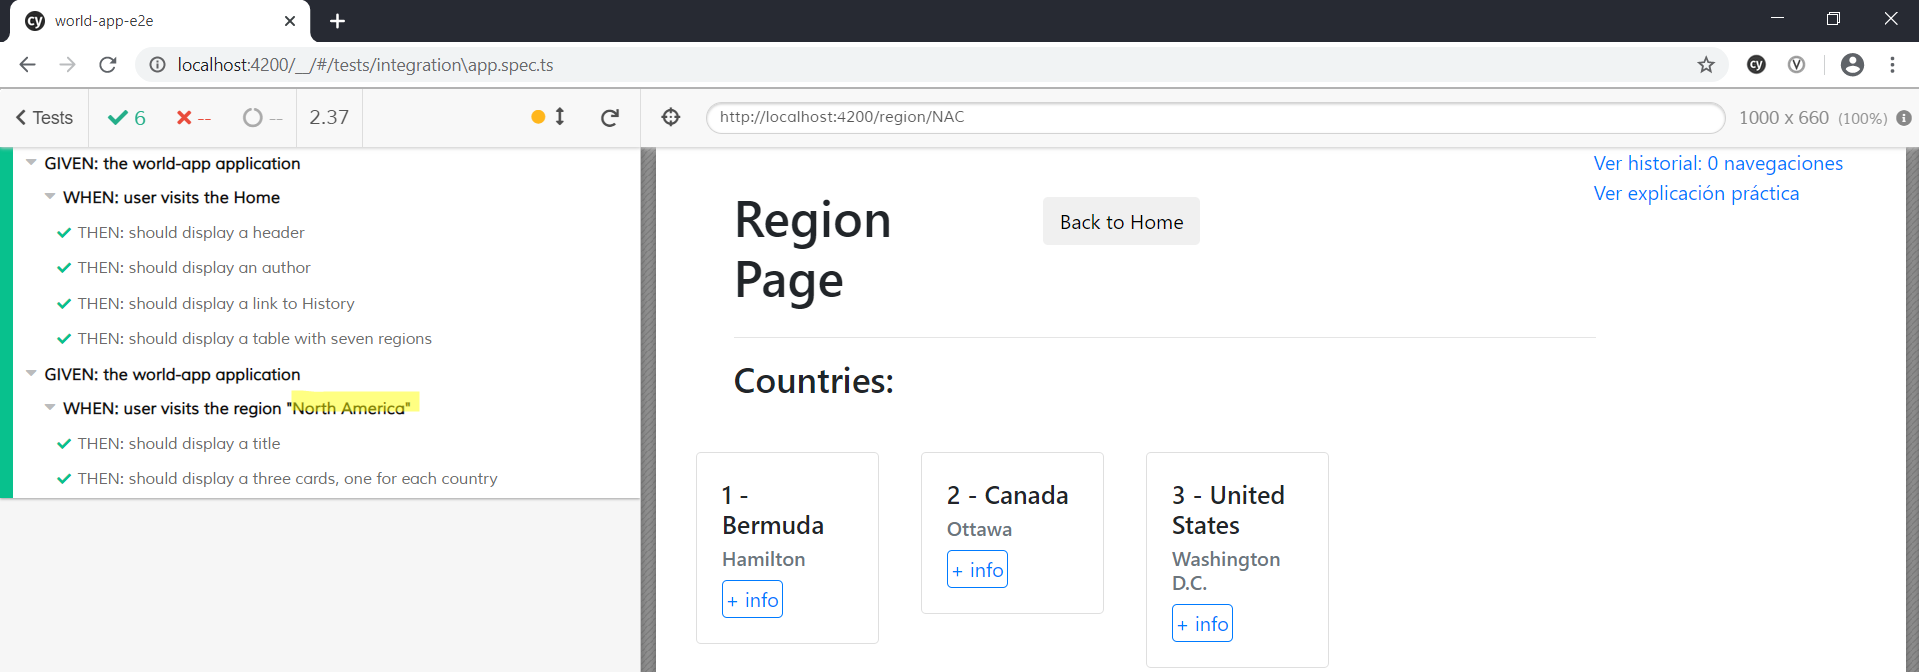 cy world-app-e2e
localhost:4200/__/#/tests/integration\app.spec.ts
cy V
Tests 6 -- -- 2.37
http://localhost:4200/region/NAC
1000 x 660 (100%) i
GIVEN: the world-app application
WHEN: user visits the Home
THEN: should display a header
THEN: should display an author
THEN: should display a link to History
THEN: should display a table with seven regions
GIVEN: the world-app application
WHEN: user visits the region "North America"
THEN: should display a title
THEN: should display a three cards, one for each country
Ver historial: 0 navegaciones
Ver explicación práctica
Region
Page
Back to Home
Countries:
1 -
Bermuda
Hamilton
+ info
2 - Canada
Ottawa
+ info
3 - United
States
Washington
D.C.
+ info